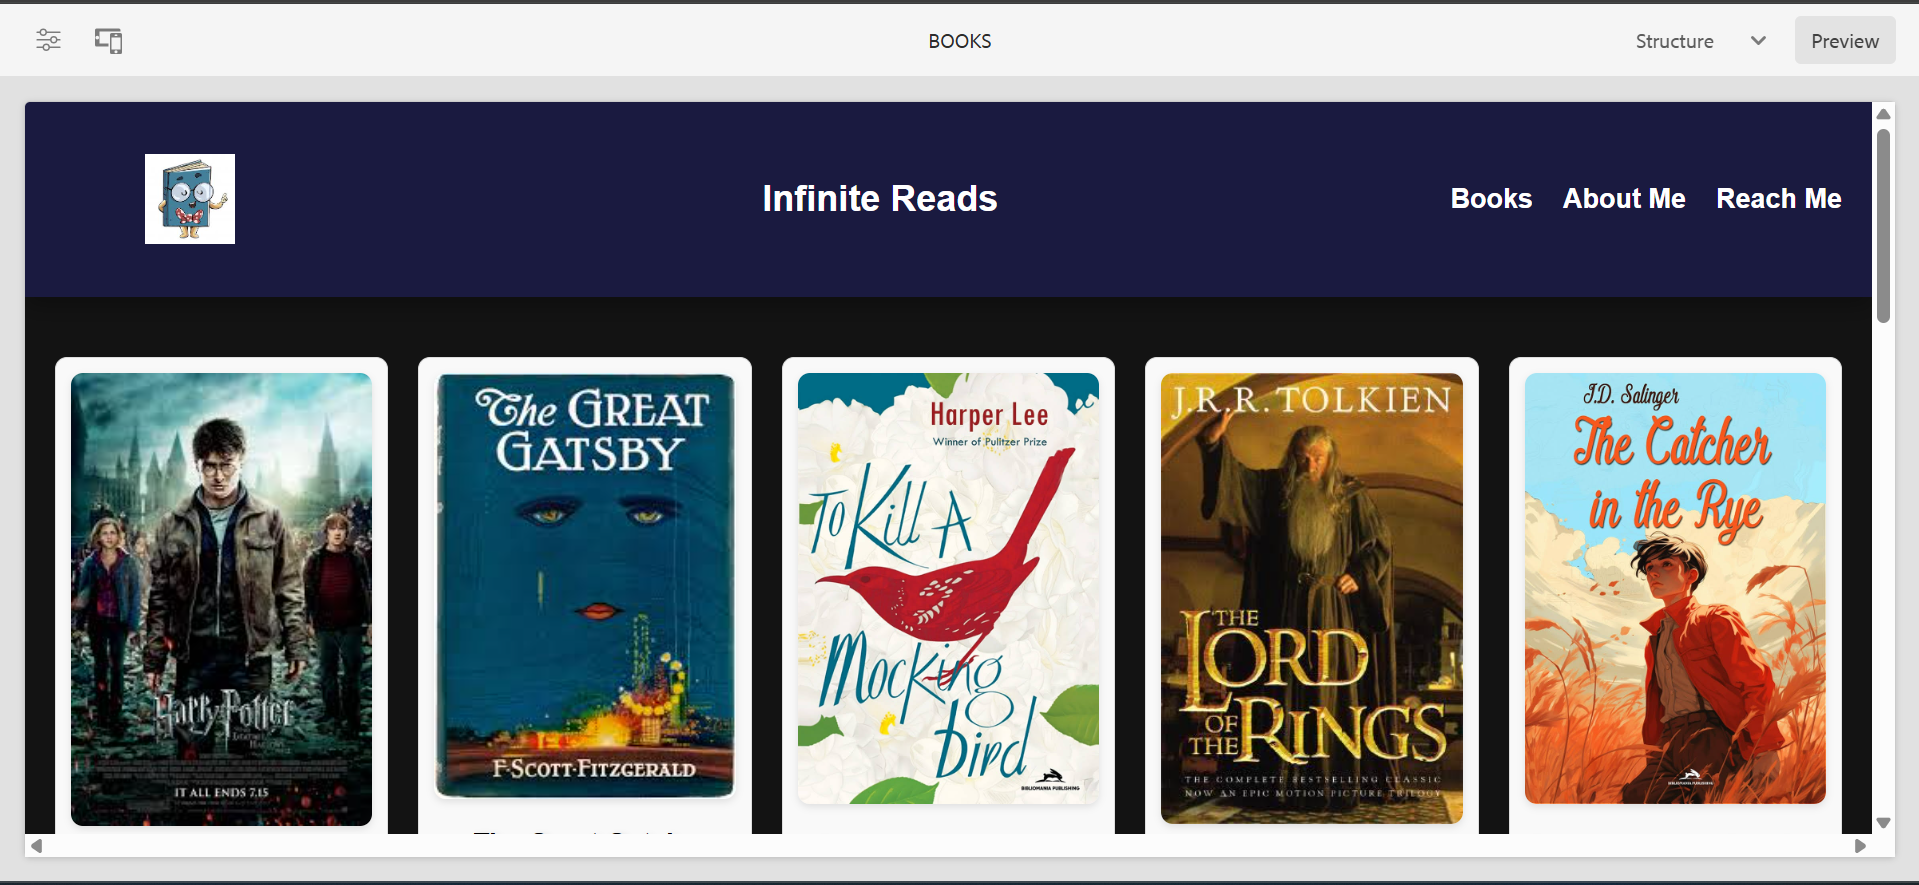 BOOKS
Structure
Preview
Infinite Reads
Books About Me Reach Me
Harry Potter
IT ALL ENDS 7.15
The GREAT
GATSBY
F·SCOTT·FITZGERALD
Harper Lee
Winner of Pulitzer Prize
To Kill A
Mocking
Bird
BIBLIOMANIA PUBLISHING
J.R.R. TOLKIEN
THE
LORD
OF
THE RINGS
THE COMPLETE BESTSELLING CLASSIC
NOW AN EPIC MOTION PICTURE TRILOGY
J.D. Salinger
The Catcher
in the Rye
BIBLIOMANIA PUBLISHING